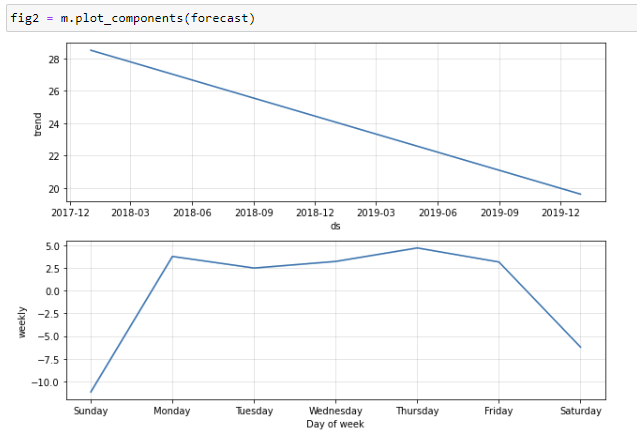 fig2 = m.plot_components(forecast)
28
26
24
22
20
trend
2017-12 2018-03 2018-06 2018-09 2018-12 2019-03 2019-06 2019-09 2019-12
ds
5.0
2.5
0.0
−2.5
−5.0
−7.5
−10.0
weekly
Sunday Monday Tuesday Wednesday Thursday Friday Saturday
Day of week